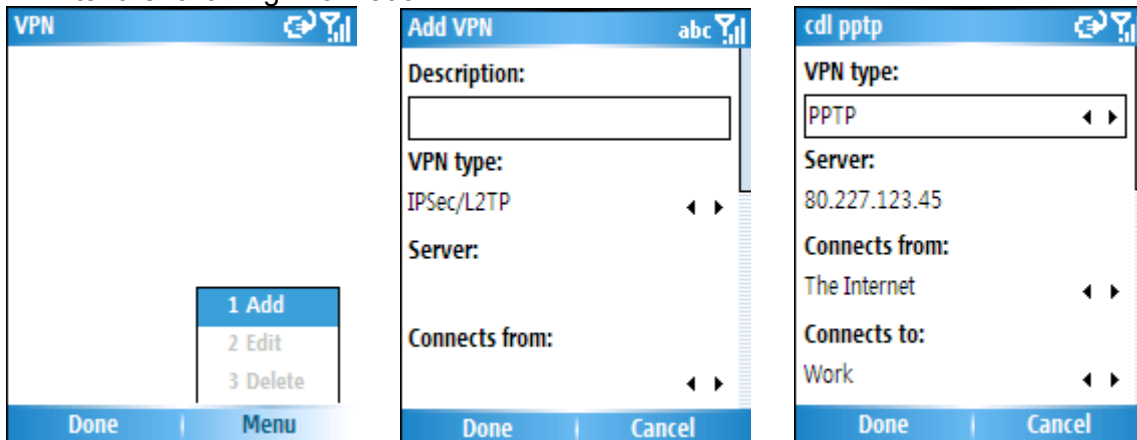 VPN
1 Add
2 Edit
3 Delete
Done Menu
Add VPN abc
Description:
VPN type:
IPSec/L2TP
Server:
Connects from:
Done Cancel
cdl pptp
VPN type:
PPTP
Server:
80.227.123.45
Connects from:
The Internet
Connects to:
Work
Done Cancel